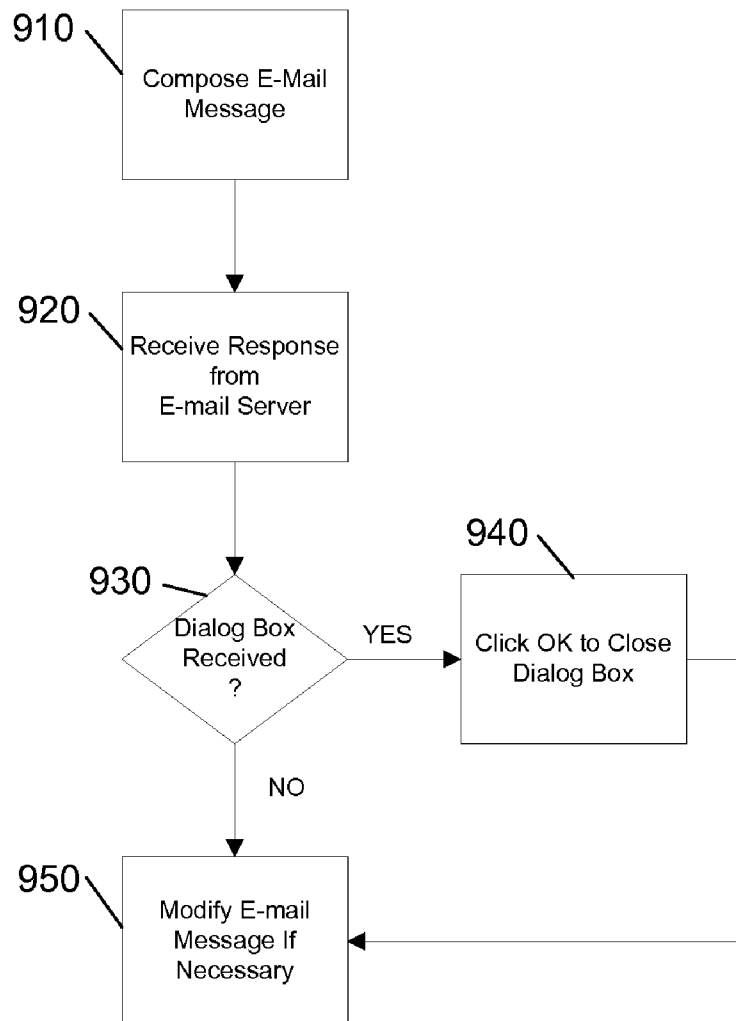 910
Compose E-Mail
Message
920
Receive Response
from
E-mail Server
930
Dialog Box
Received
?
YES
940
Click OK to Close
Dialog Box
NO
950
Modify E-mail
Message If
Necessary